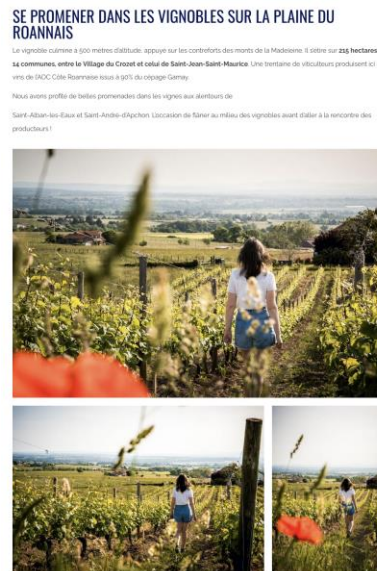 SE PROMENER DANS LES VIGNOBLES SUR LA PLAINE DU
ROANNAIS
Le vignoble culmine à 500 mètres d'altitude, appuyé sur les contreforts des monts de la Madeleine. Il s'étire sur 215 hectares
14 communes, entre le Village du Crozet et celui de Saint-Jean-Saint-Maurice. Une trentaine de viticulteurs produisent ici
vins de l'AOC Côte Roannaise issus à 90% du cépage Gamay.
Nous avons profité de belles promenades dans les vignes aux alentours de
Saint-Alban-les-Eaux et Saint-André-d'Apchon. L'occasion de flâner au milieu des vignobles avant d'aller à la rencontre des
producteurs !